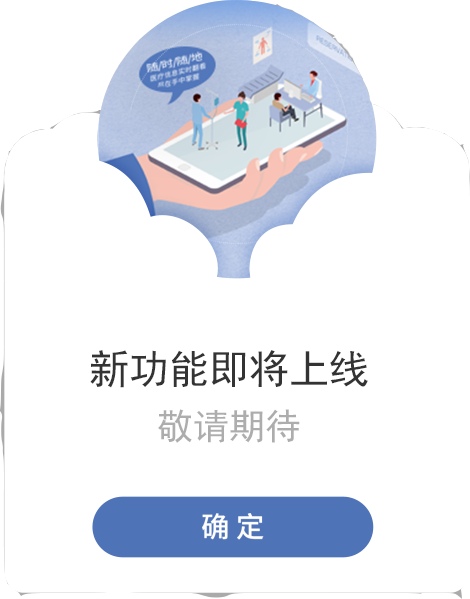 随/时/随/地
医疗信息实时翻看
尽在手中掌握
新功能即将上线
敬请期待
确定